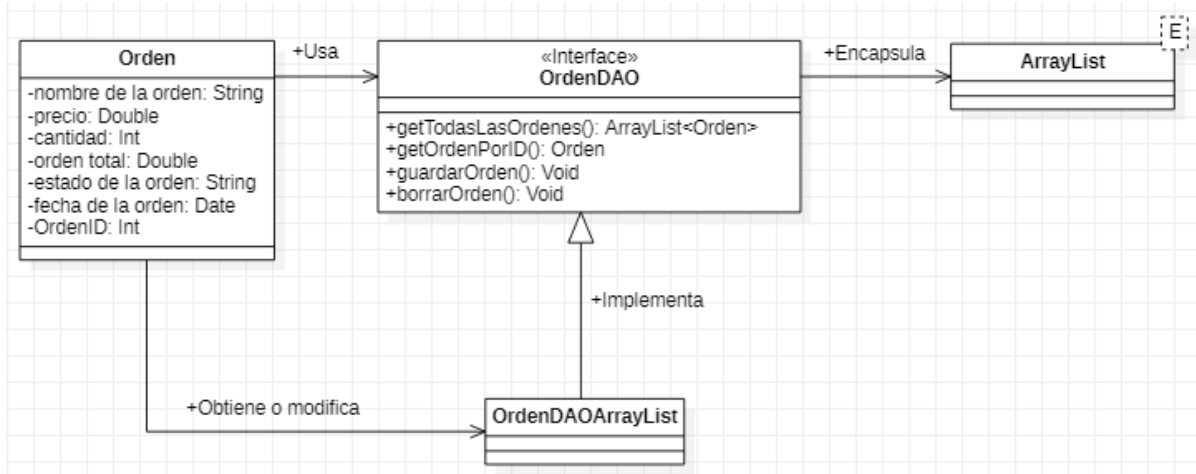 Orden
-nombre de la orden: String
-precio: Double
-cantidad: Int
-orden total: Double
-estado de la orden: String
-fecha de la orden: Date
-OrdenID: Int
+Usa
«Interface»
OrdenDAO
+getTodasLasOrdenes(): ArrayList<Orden>
+getOrdenPorID(): Orden
+guardarOrden(): Void
+borrarOrden(): Void
+Encapsula
E
ArrayList
+Implementa
+Obtiene o modifica
OrdenDAOArrayList